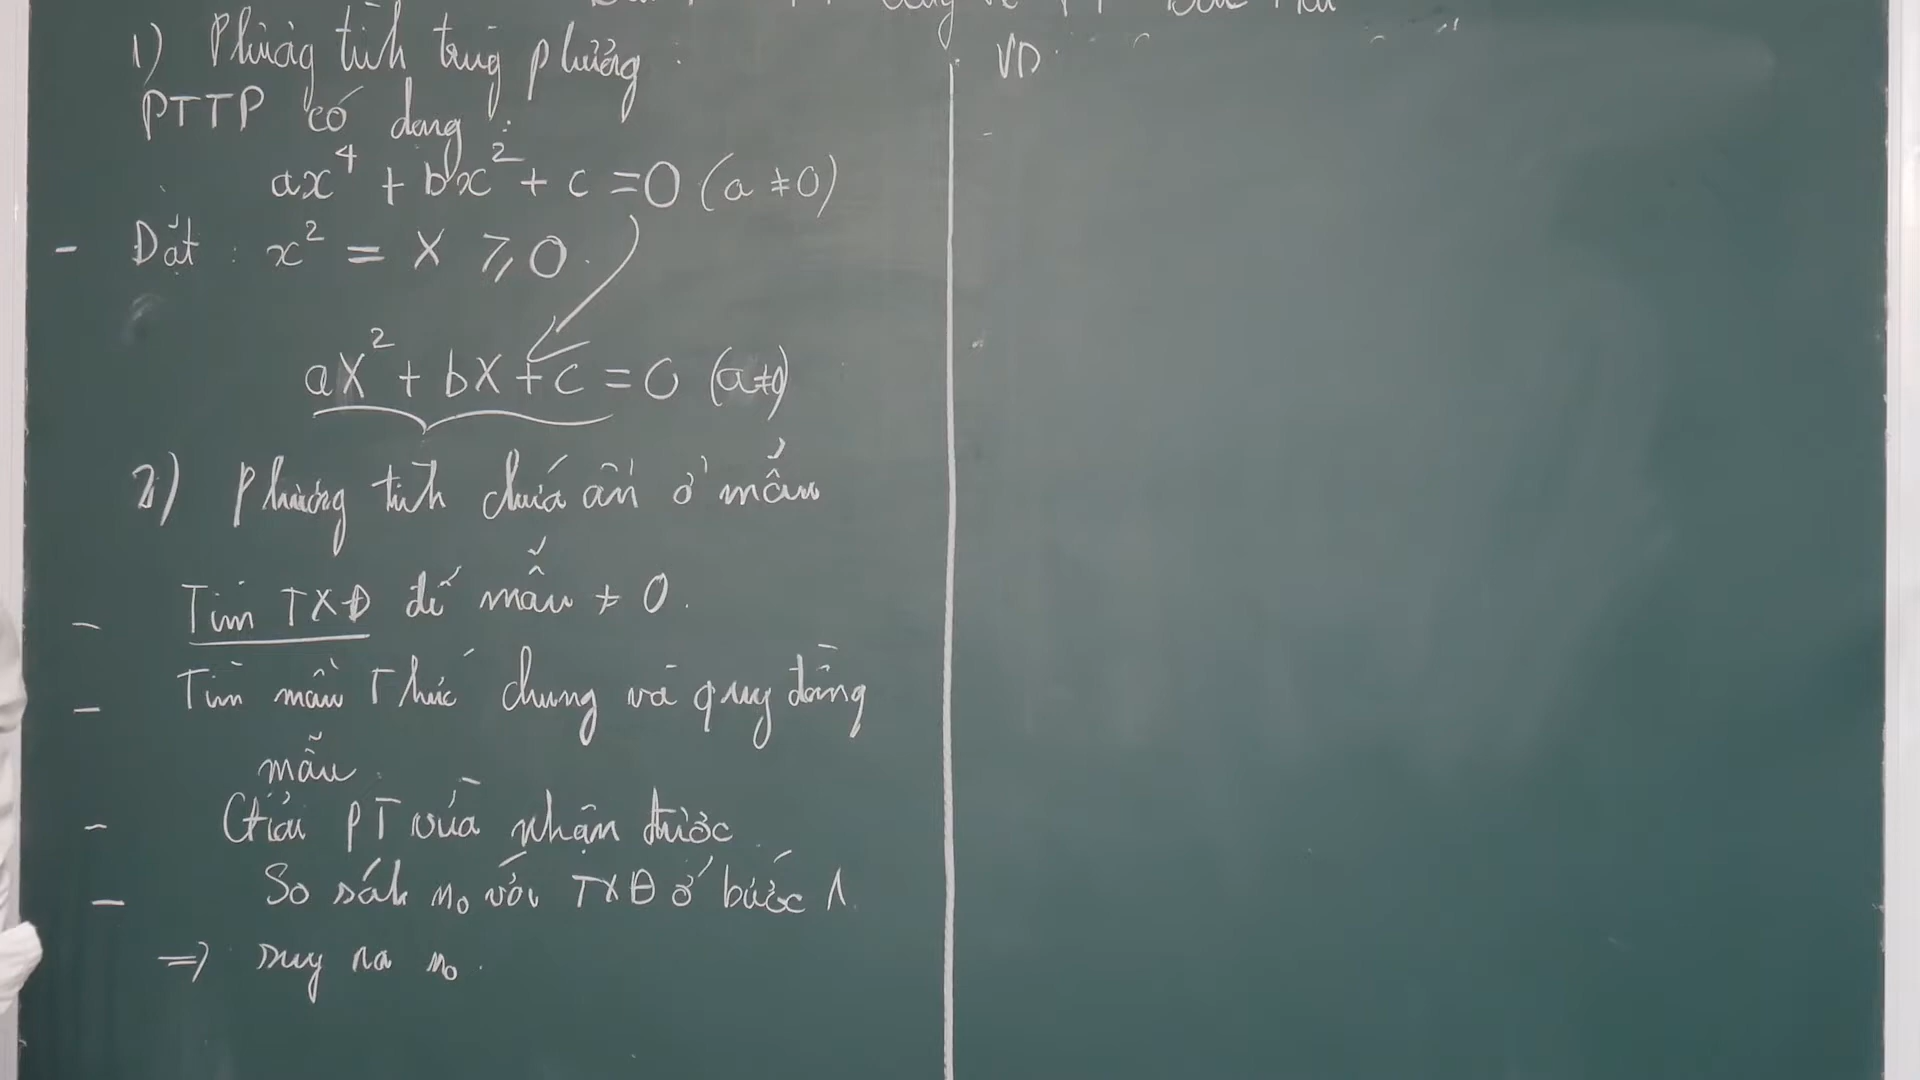 1) Phương trình trùng phương :
PTTP có dạng :
ax⁴ + bx² + c = 0 (a ≠ 0)
- Đặt : x² = X ⩾ 0.
aX² + bX + c = 0 (a≠0)
2) Phương trình chứa ẩn ở mẫu
- Tìm TXĐ để mẫu ≠ 0.
- Tìm mẫu Thức chung và quy đồng
mẫu.
- Giải PT vừa nhận được
- So sánh no với TXĐ ở bước 1.
=> suy ra no.
VD